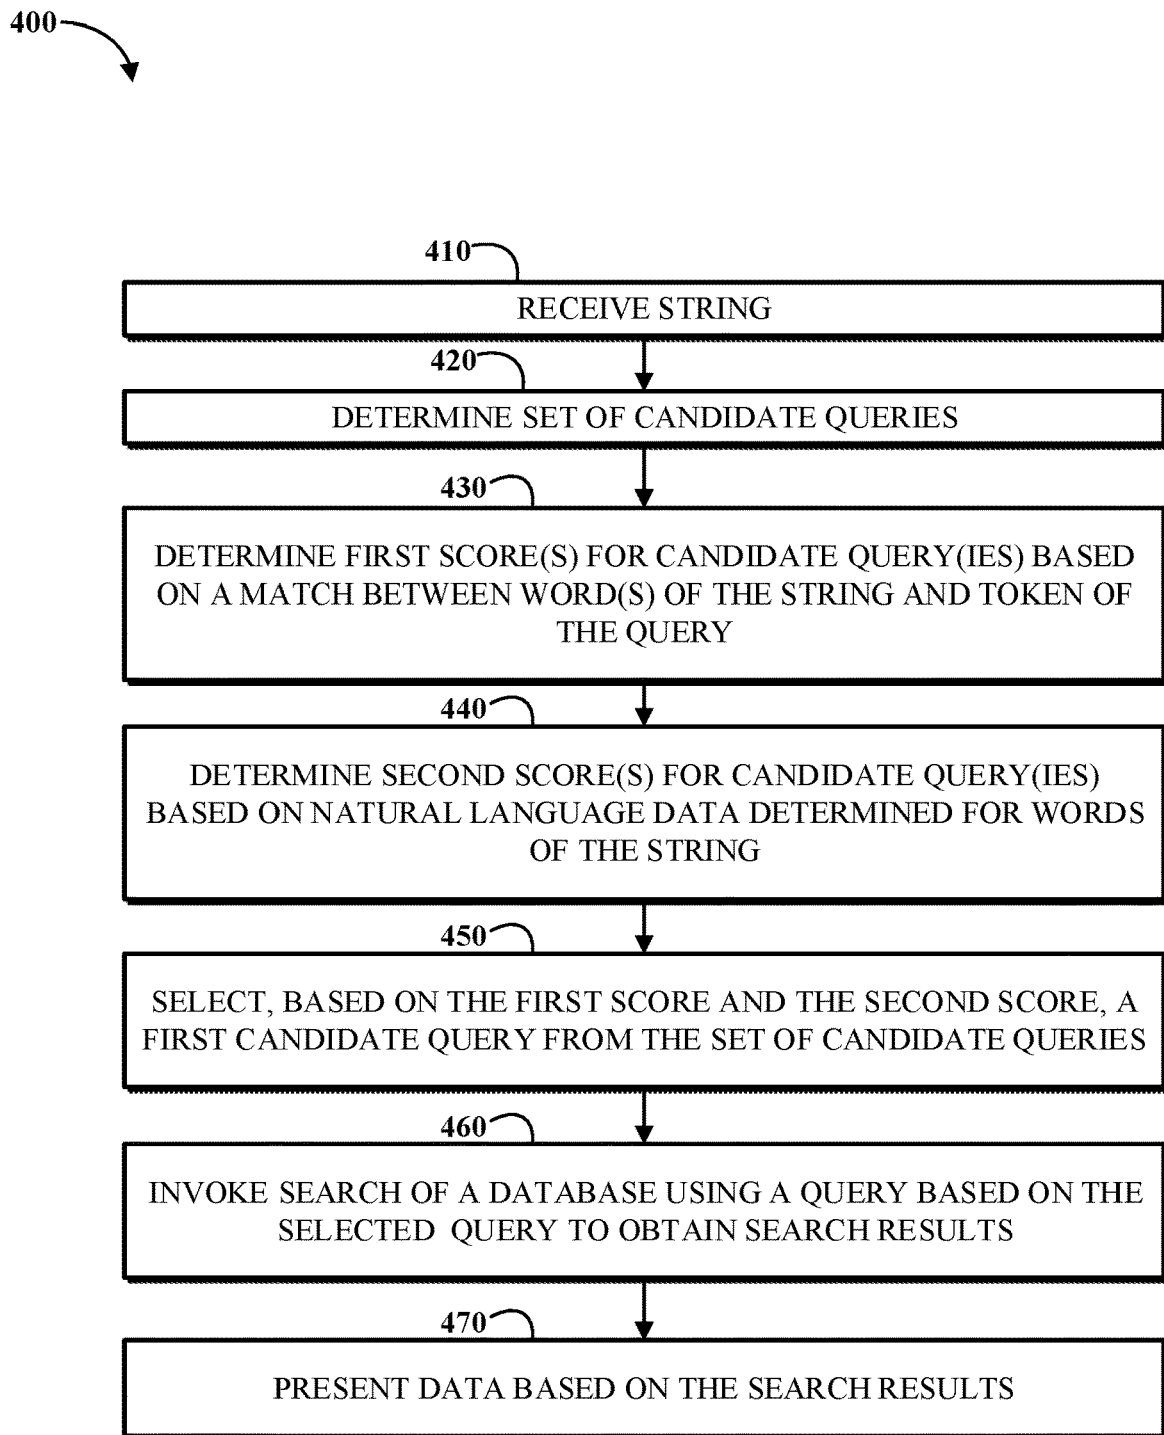 400
410
RECEIVE STRING
420
DETERMINE SET OF CANDIDATE QUERIES
430
DETERMINE FIRST SCORE(S) FOR CANDIDATE QUERY(IES) BASED
ON A MATCH BETWEEN WORD(S) OF THE STRING AND TOKEN OF
THE QUERY
440
DETERMINE SECOND SCORE(S) FOR CANDIDATE QUERY(IES)
BASED ON NATURAL LANGUAGE DATA DETERMINED FOR WORDS
OF THE STRING
450
SELECT, BASED ON THE FIRST SCORE AND THE SECOND SCORE, A
FIRST CANDIDATE QUERY FROM THE SET OF CANDIDATE QUERIES
460
INVOKE SEARCH OF A DATABASE USING A QUERY BASED ON THE
SELECTED QUERY TO OBTAIN SEARCH RESULTS
470
PRESENT DATA BASED ON THE SEARCH RESULTS